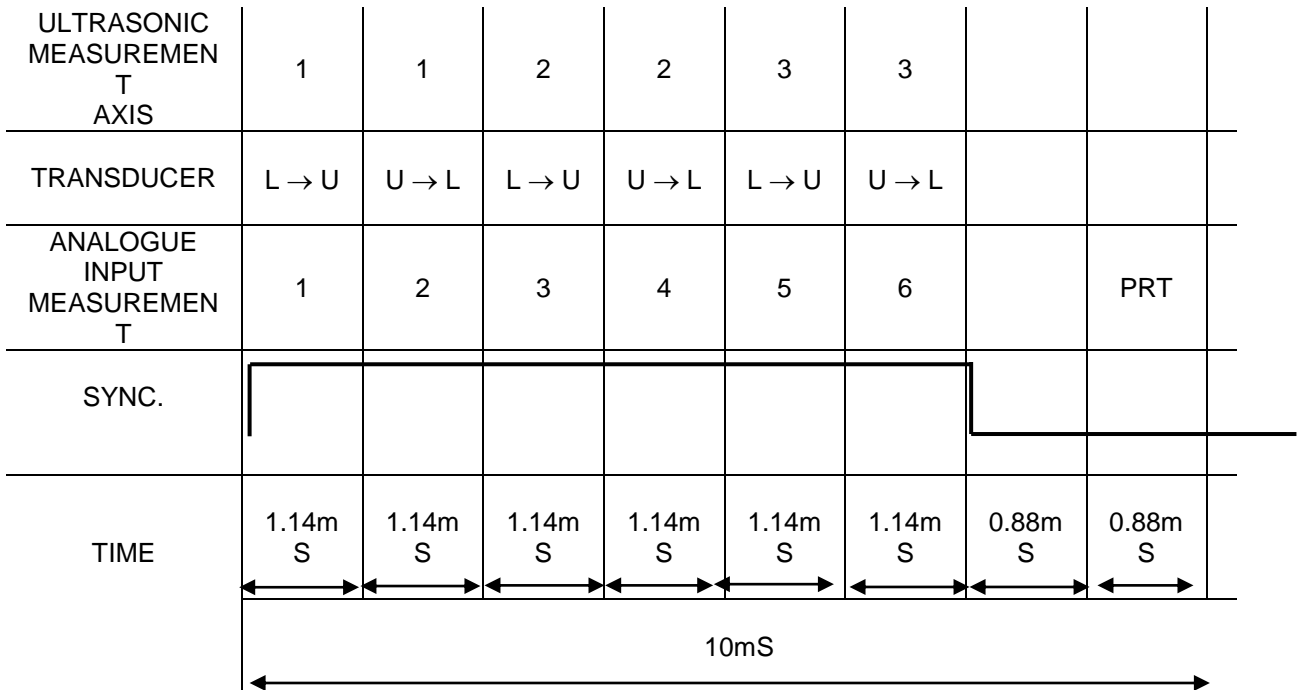 ULTRASONIC
MEASUREMEN
T
AXIS
1 1 2 2 3 3
TRANSDUCER L → U U → L L → U U → L L → U U → L
ANALOGUE
INPUT
MEASUREMEN
T
1 2 3 4 5 6 PRT
SYNC.
TIME
1.14m 1.14m 1.14m 1.14m 1.14m 1.14m 0.88m 0.88m
S S S S S S S S
10mS